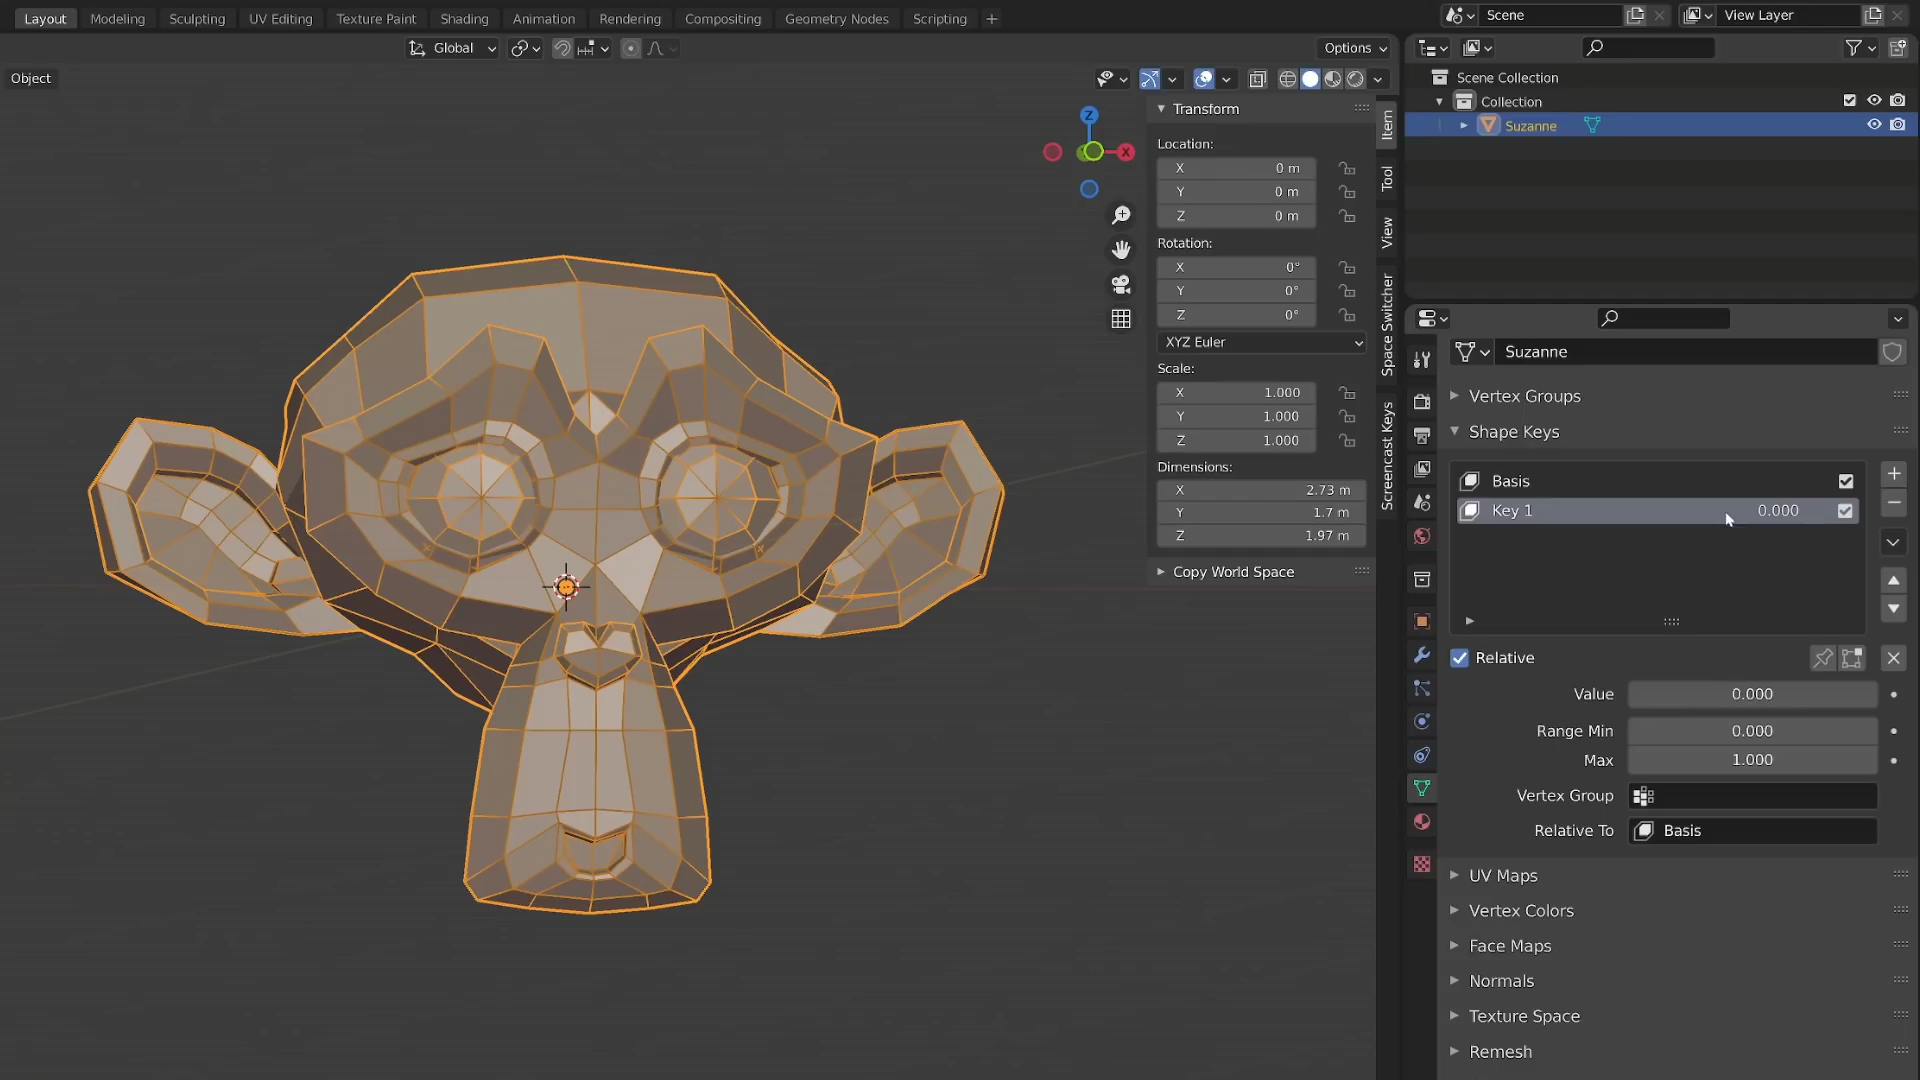 Layout Modeling Sculpting UV Editing Texture Paint Shading Animation Rendering Compositing Geometry Nodes Scripting +
Scene
View Layer
Global
Options
Object
Z
X
Transform
Location:
X 0 m
Y 0 m
Z 0 m
Rotation:
X 0°
Y 0°
Z 0°
XYZ Euler
Scale:
X 1.000
Y 1.000
Z 1.000
Dimensions:
X 2.73 m
Y 1.7 m
Z 1.97 m
Copy World Space
Item
Tool
View
Space Switcher
Screencast Keys
Scene Collection
Collection
Suzanne
Suzanne
Vertex Groups
Shape Keys
Basis
Key 1 0.000
Relative
Value 0.000
Range Min 0.000
Max 1.000
Vertex Group
Relative To Basis
UV Maps
Vertex Colors
Face Maps
Normals
Texture Space
Remesh